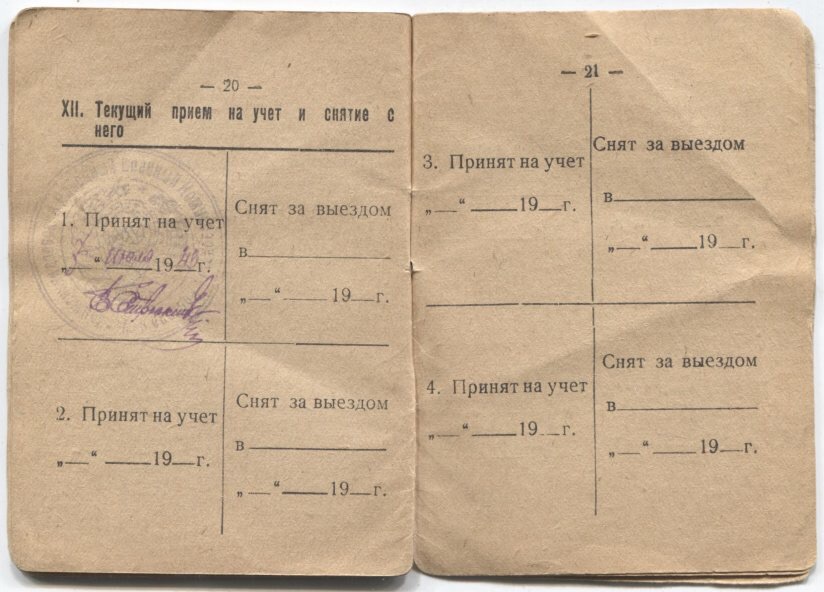 — 20 —
XII. Текущий прием на учет и снятие с
него
1. Принят на учет
„ “ июля 1940 г.
Снят за выездом
в
„ — “ 19 — г.
2. Принят на учет
„ — “ 19 — г.
Снят за выездом
в
„ — “ 19 — г.
— 21 —
3. Принят на учет
„ — “ 19 — г.
Снят за выездом
в
„ — “ 19 — г.
4. Принят на учет
„ — “ 19 — г.
Снят за выездом
в
„ — “ 19 — г.